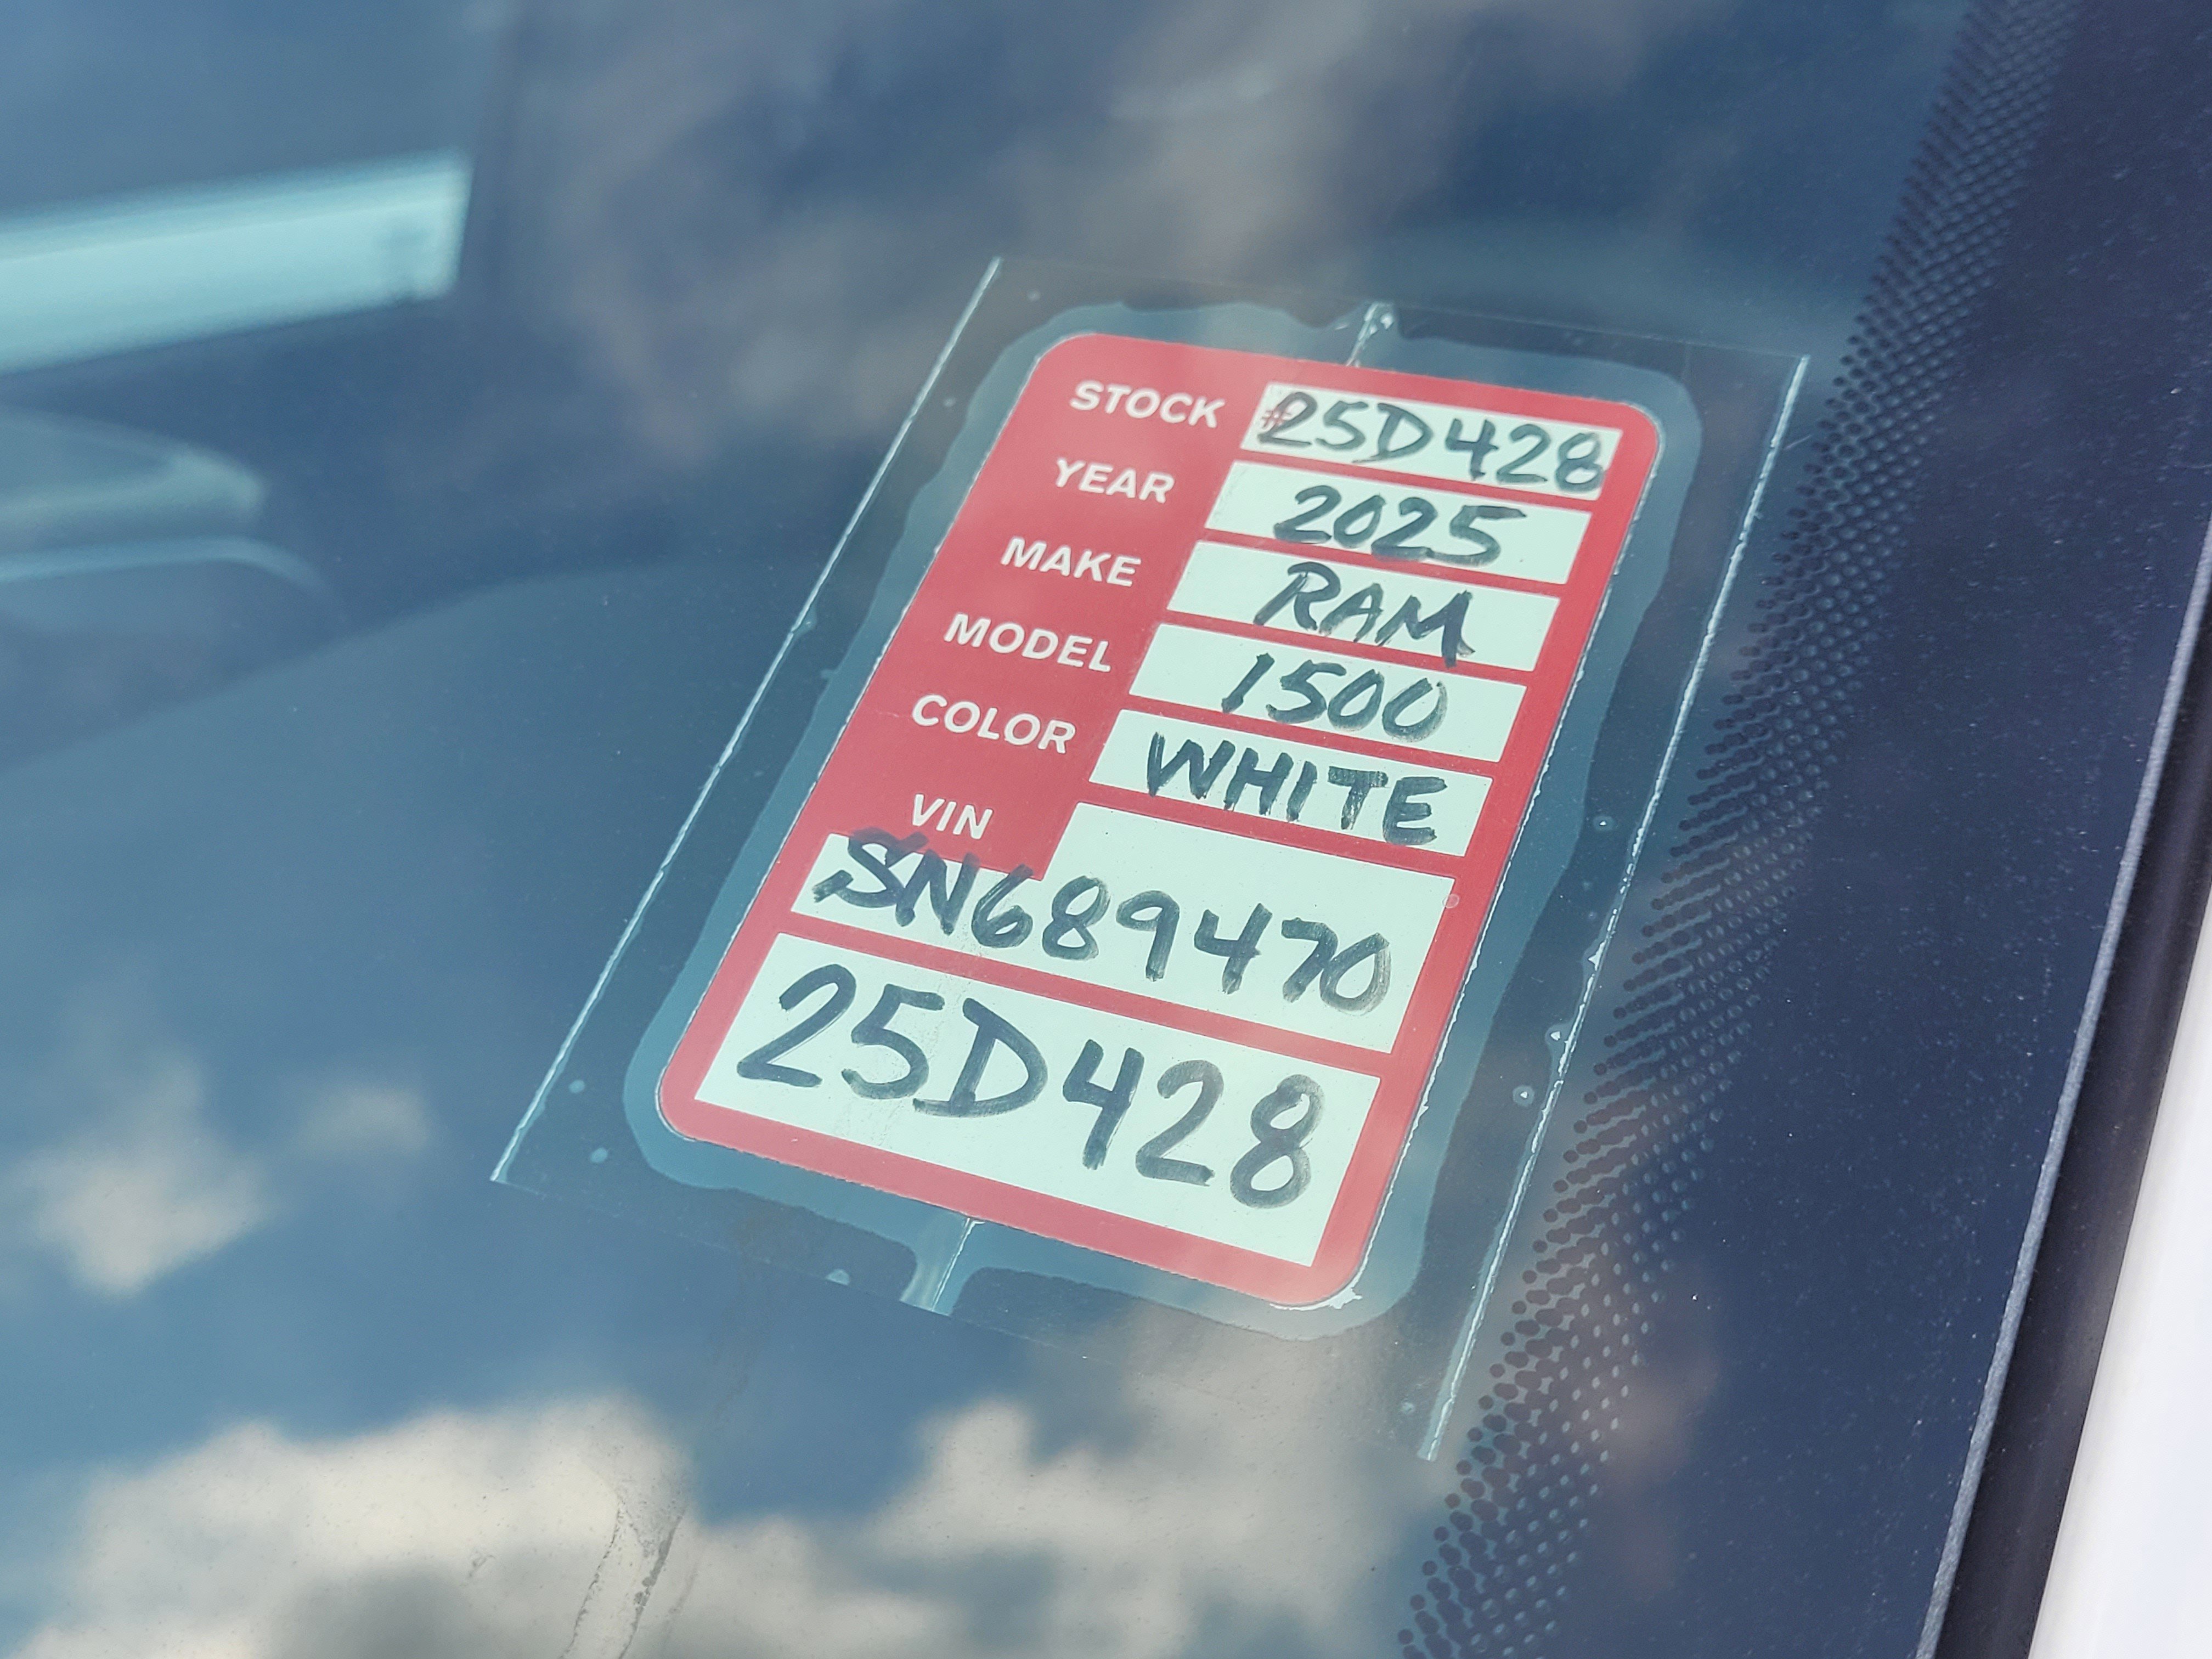 STOCK #25D428
YEAR 2025
MAKE RAM
MODEL 1500
COLOR WHITE
VIN
SN689470
25D428